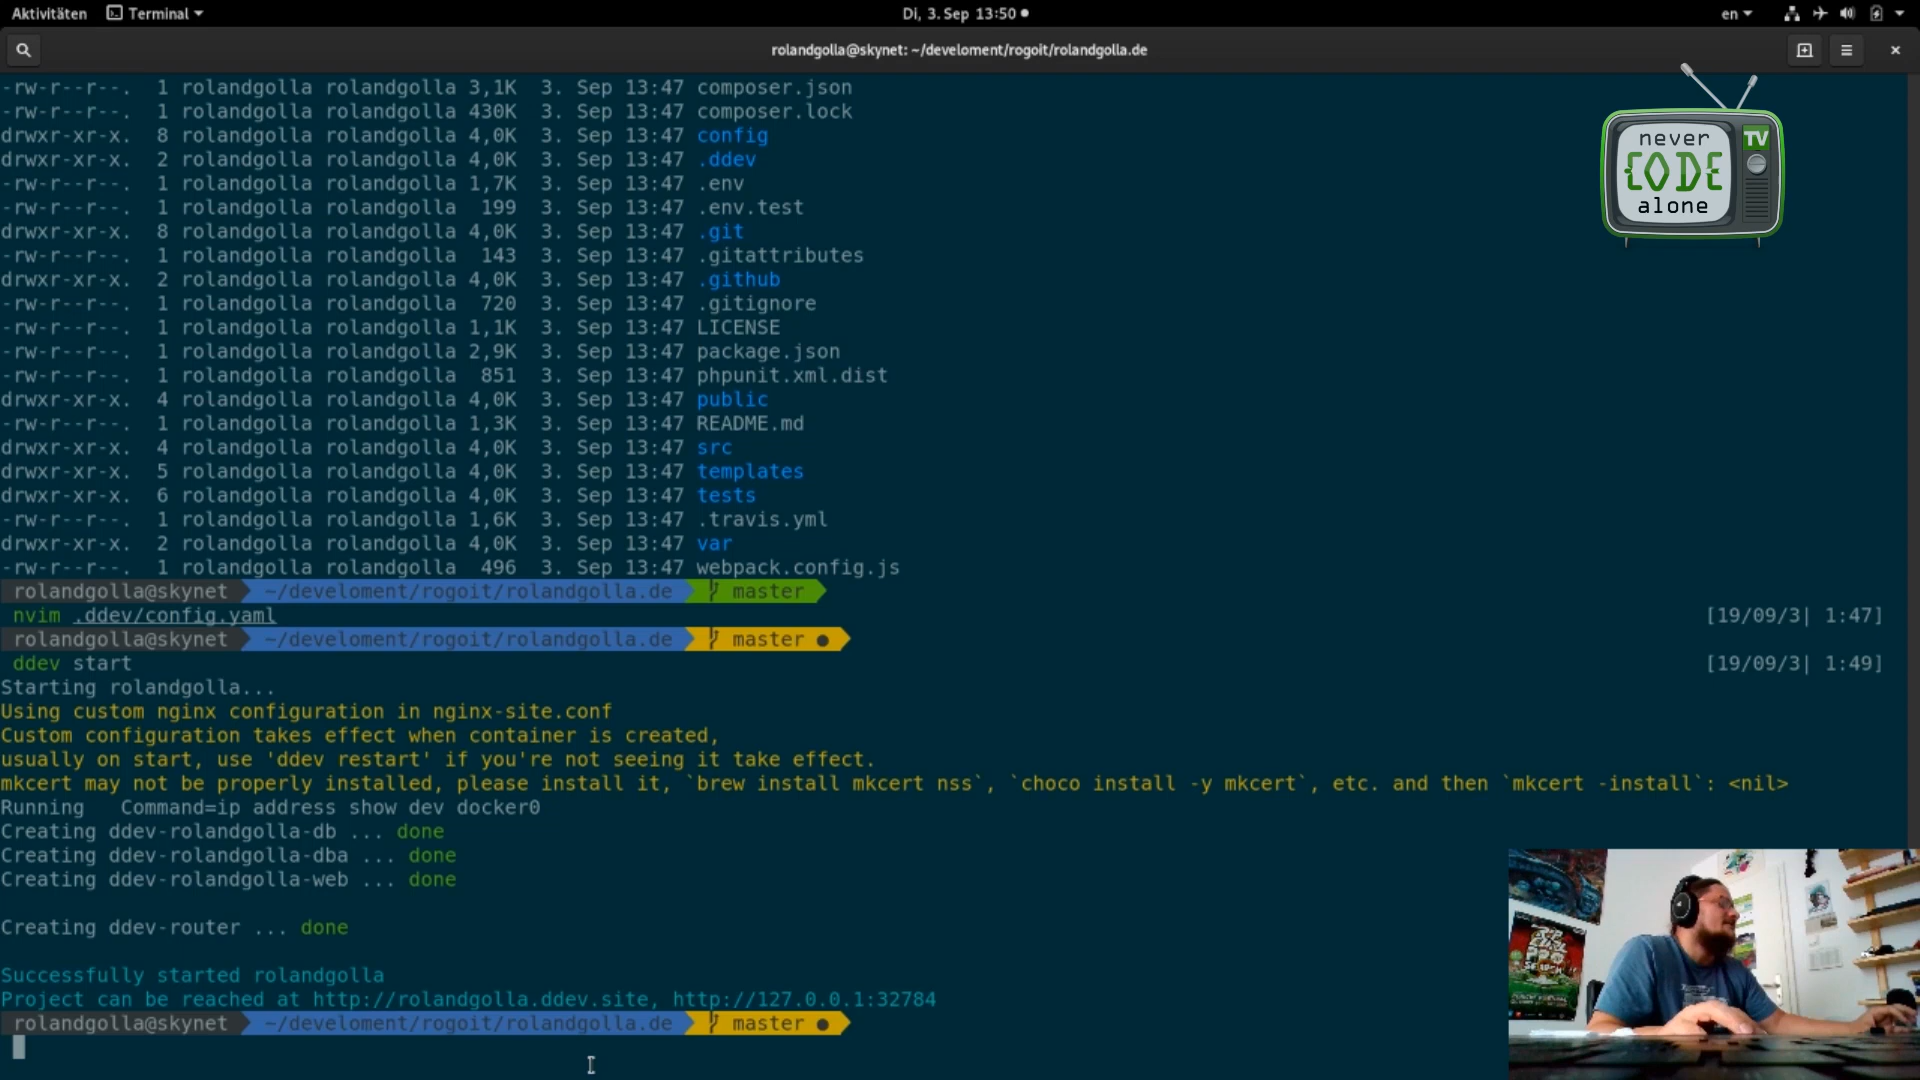 Aktivitäten Terminal Di, 3. Sep 13:50 en
rolandgolla@skynet: ~/develoment/rogoit/rolandgolla.de
-rw-r--r--. 1 rolandgolla rolandgolla 3,1K 3. Sep 13:47 composer.json
-rw-r--r--. 1 rolandgolla rolandgolla 430K 3. Sep 13:47 composer.lock
drwxr-xr-x. 8 rolandgolla rolandgolla 4,0K 3. Sep 13:47 config
drwxr-xr-x. 2 rolandgolla rolandgolla 4,0K 3. Sep 13:47 .ddev
-rw-r--r--. 1 rolandgolla rolandgolla 1,7K 3. Sep 13:47 .env
-rw-r--r--. 1 rolandgolla rolandgolla 199 3. Sep 13:47 .env.test
drwxr-xr-x. 8 rolandgolla rolandgolla 4,0K 3. Sep 13:47 .git
-rw-r--r--. 1 rolandgolla rolandgolla 143 3. Sep 13:47 .gitattributes
drwxr-xr-x. 2 rolandgolla rolandgolla 4,0K 3. Sep 13:47 .github
-rw-r--r--. 1 rolandgolla rolandgolla 720 3. Sep 13:47 .gitignore
-rw-r--r--. 1 rolandgolla rolandgolla 1,1K 3. Sep 13:47 LICENSE
-rw-r--r--. 1 rolandgolla rolandgolla 2,9K 3. Sep 13:47 package.json
-rw-r--r--. 1 rolandgolla rolandgolla 851 3. Sep 13:47 phpunit.xml.dist
drwxr-xr-x. 4 rolandgolla rolandgolla 4,0K 3. Sep 13:47 public
-rw-r--r--. 1 rolandgolla rolandgolla 1,3K 3. Sep 13:47 README.md
drwxr-xr-x. 4 rolandgolla rolandgolla 4,0K 3. Sep 13:47 src
drwxr-xr-x. 5 rolandgolla rolandgolla 4,0K 3. Sep 13:47 templates
drwxr-xr-x. 6 rolandgolla rolandgolla 4,0K 3. Sep 13:47 tests
-rw-r--r--. 1 rolandgolla rolandgolla 1,6K 3. Sep 13:47 .travis.yml
drwxr-xr-x. 2 rolandgolla rolandgolla 4,0K 3. Sep 13:47 var
-rw-r--r--. 1 rolandgolla rolandgolla 496 3. Sep 13:47 webpack.config.js
rolandgolla@skynet ~/develoment/rogoit/rolandgolla.de master
nvim .ddev/config.yaml [19/09/3| 1:47]
rolandgolla@skynet ~/develoment/rogoit/rolandgolla.de master ●
ddev start [19/09/3| 1:49]
Starting rolandgolla...
Using custom nginx configuration in nginx-site.conf
Custom configuration takes effect when container is created,
usually on start, use 'ddev restart' if you're not seeing it take effect.
mkcert may not be properly installed, please install it, `brew install mkcert nss`, `choco install -y mkcert`, etc. and then `mkcert -install`: <nil>
Running Command=ip address show dev docker0
Creating ddev-rolandgolla-db ... done
Creating ddev-rolandgolla-dba ... done
Creating ddev-rolandgolla-web ... done
Creating ddev-router ... done
Successfully started rolandgolla
Project can be reached at http://rolandgolla.ddev.site, http://127.0.0.1:32784
rolandgolla@skynet ~/develoment/rogoit/rolandgolla.de master ●
never
CODE
alone
TV